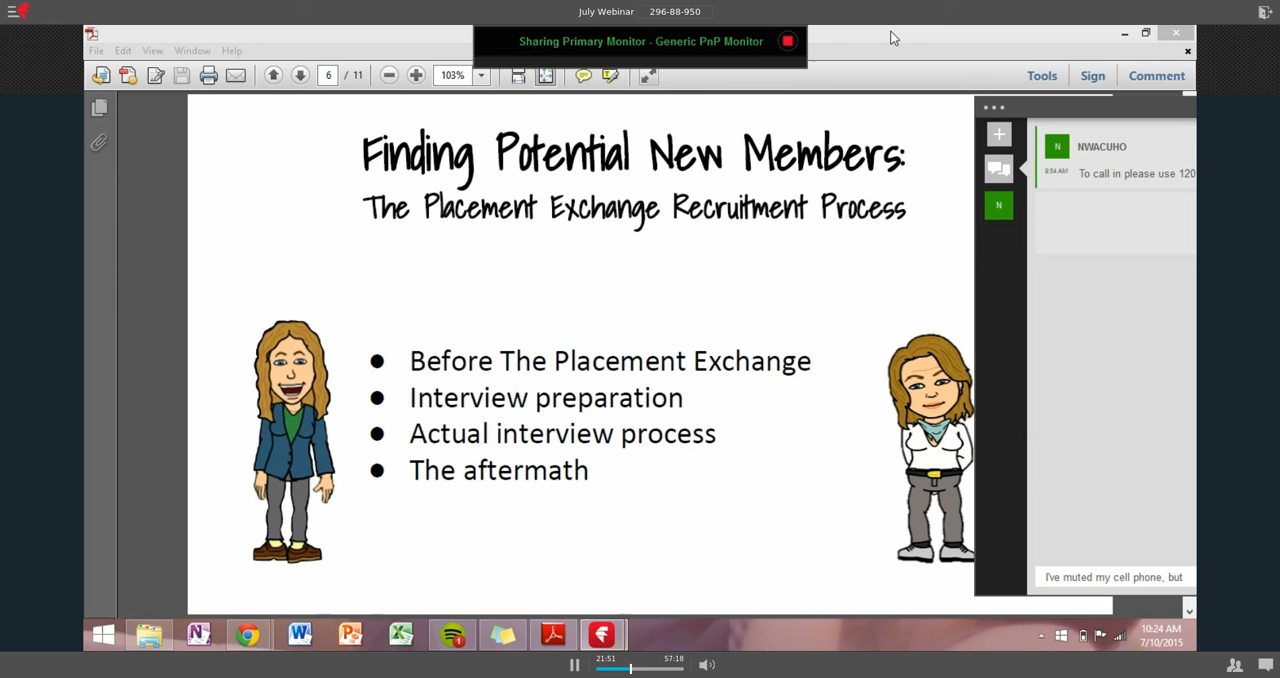 July Webinar 296-88-950
Sharing Primary Monitor - Generic PnP Monitor
File Edit View Window Help
6 / 11 103% Tools Sign Comment
Finding Potential New Members:
The Placement Exchange Recruitment Process
N NWACUHO
8:54 AM To call in please use 120
N
● Before The Placement Exchange
● Interview preparation
● Actual interview process
● The aftermath
I've muted my cell phone, but
10:24 AM
7/10/2015
21:51 57:18